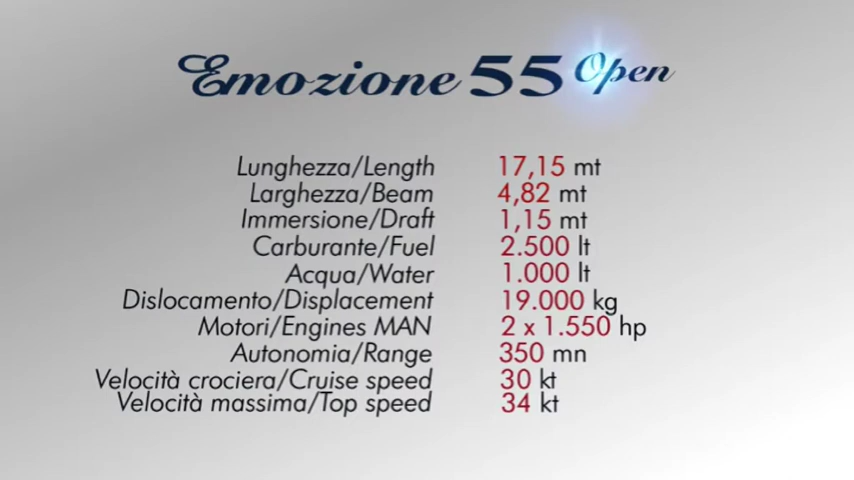 Emozione 55 Open
Lunghezza/Length 17,15 mt
Larghezza/Beam 4,82 mt
Immersione/Draft 1,15 mt
Carburante/Fuel 2.500 lt
Acqua/Water 1.000 lt
Dislocamento/Displacement 19.000 kg
Motori/Engines MAN 2 x 1.550 hp
Autonomia/Range 350 mn
Velocità crociera/Cruise speed 30 kt
Velocità massima/Top speed 34 kt